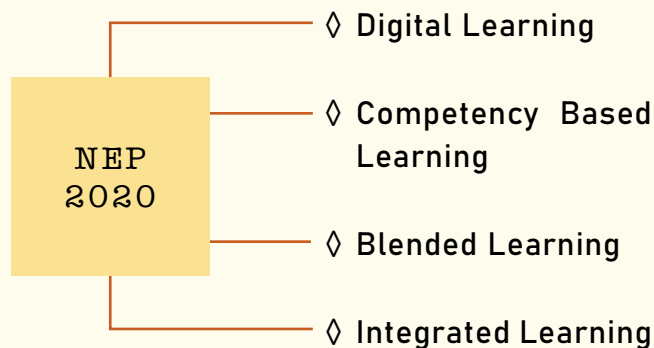 NEP
2020
◊ Digital Learning
◊ Competency Based
Learning
◊ Blended Learning
◊ Integrated Learning